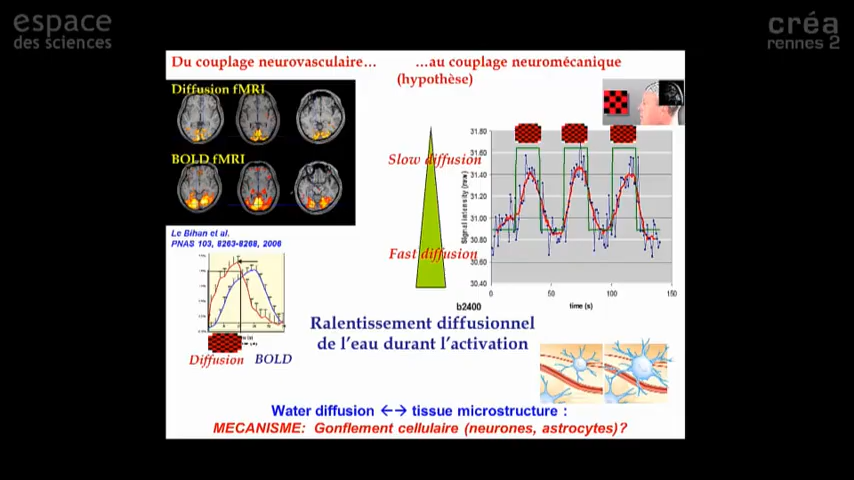 espace
des sciences
créa
rennes 2
Du couplage neurovasculaire…
…au couplage neuromécanique
(hypothèse)
Diffusion fMRI
BOLD fMRI
Le Bihan et al.
PNAS 103, 8263-8268, 2006
Diffusion
BOLD
Slow diffusion
Fast diffusion
Signal intensity (raw)
31.80
31.60
31.40
31.20
31.00
30.80
30.60
30.40
0
50
100
150
time (s)
b2400
Ralentissement diffusionnel
de l'eau durant l'activation
Water diffusion ←→ tissue microstructure :
MECANISME: Gonflement cellulaire (neurones, astrocytes)?